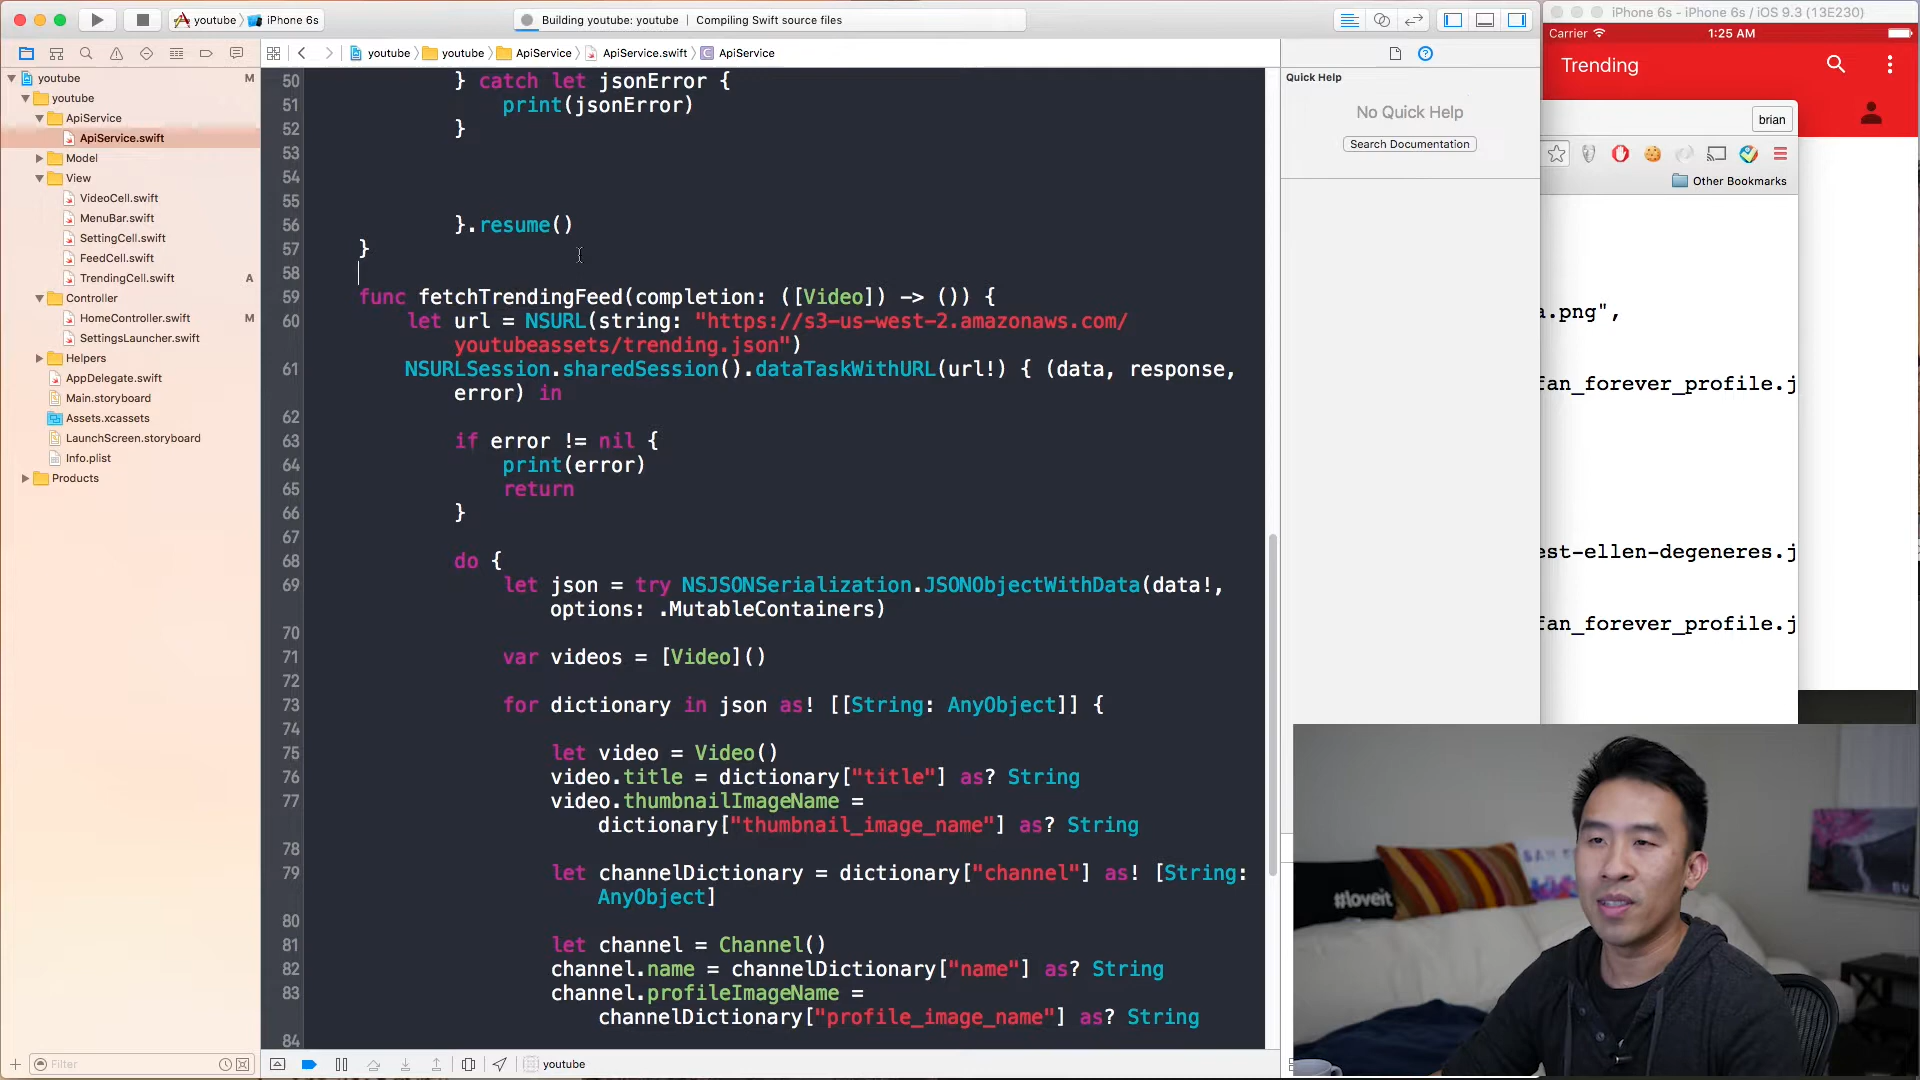 youtube
iPhone 6s
Building youtube: youtube | Compiling Swift source files
iPhone 6s - iPhone 6s / iOS 9.3 (13E230)
youtube
youtube
ApiService
ApiService.swift
ApiService
youtube M
youtube
ApiService
ApiService.swift
Model
View
VideoCell.swift
MenuBar.swift
SettingCell.swift
FeedCell.swift
TrendingCell.swift A
Controller
HomeController.swift M
SettingsLauncher.swift
Helpers
AppDelegate.swift
Main.storyboard
Assets.xcassets
LaunchScreen.storyboard
Info.plist
Products
Filter
50 } catch let jsonError {
51 print(jsonError)
52 }
53
54
55
56 }.resume()
57 }
58
59 func fetchTrendingFeed(completion: ([Video]) -> ()) {
60 let url = NSURL(string: "https://s3-us-west-2.amazonaws.com/
youtubeassets/trending.json")
61 NSURLSession.sharedSession().dataTaskWithURL(url!) { (data, response,
error) in
62
63 if error != nil {
64 print(error)
65 return
66 }
67
68 do {
69 let json = try NSJSONSerialization.JSONObjectWithData(data!,
options: .MutableContainers)
70
71 var videos = [Video]()
72
73 for dictionary in json as! [[String: AnyObject]] {
74
75 let video = Video()
76 video.title = dictionary["title"] as? String
77 video.thumbnailImageName =
dictionary["thumbnail_image_name"] as? String
78
79 let channelDictionary = dictionary["channel"] as! [String:
AnyObject]
80
81 let channel = Channel()
82 channel.name = channelDictionary["name"] as? String
83 channel.profileImageName =
channelDictionary["profile_image_name"] as? String
84
youtube
Quick Help
No Quick Help
Search Documentation
Carrier 1:25 AM
Trending
brian
Other Bookmarks
a.png",
fan_forever_profile.j
est-ellen-degeneres.j
fan_forever_profile.j
#loveit